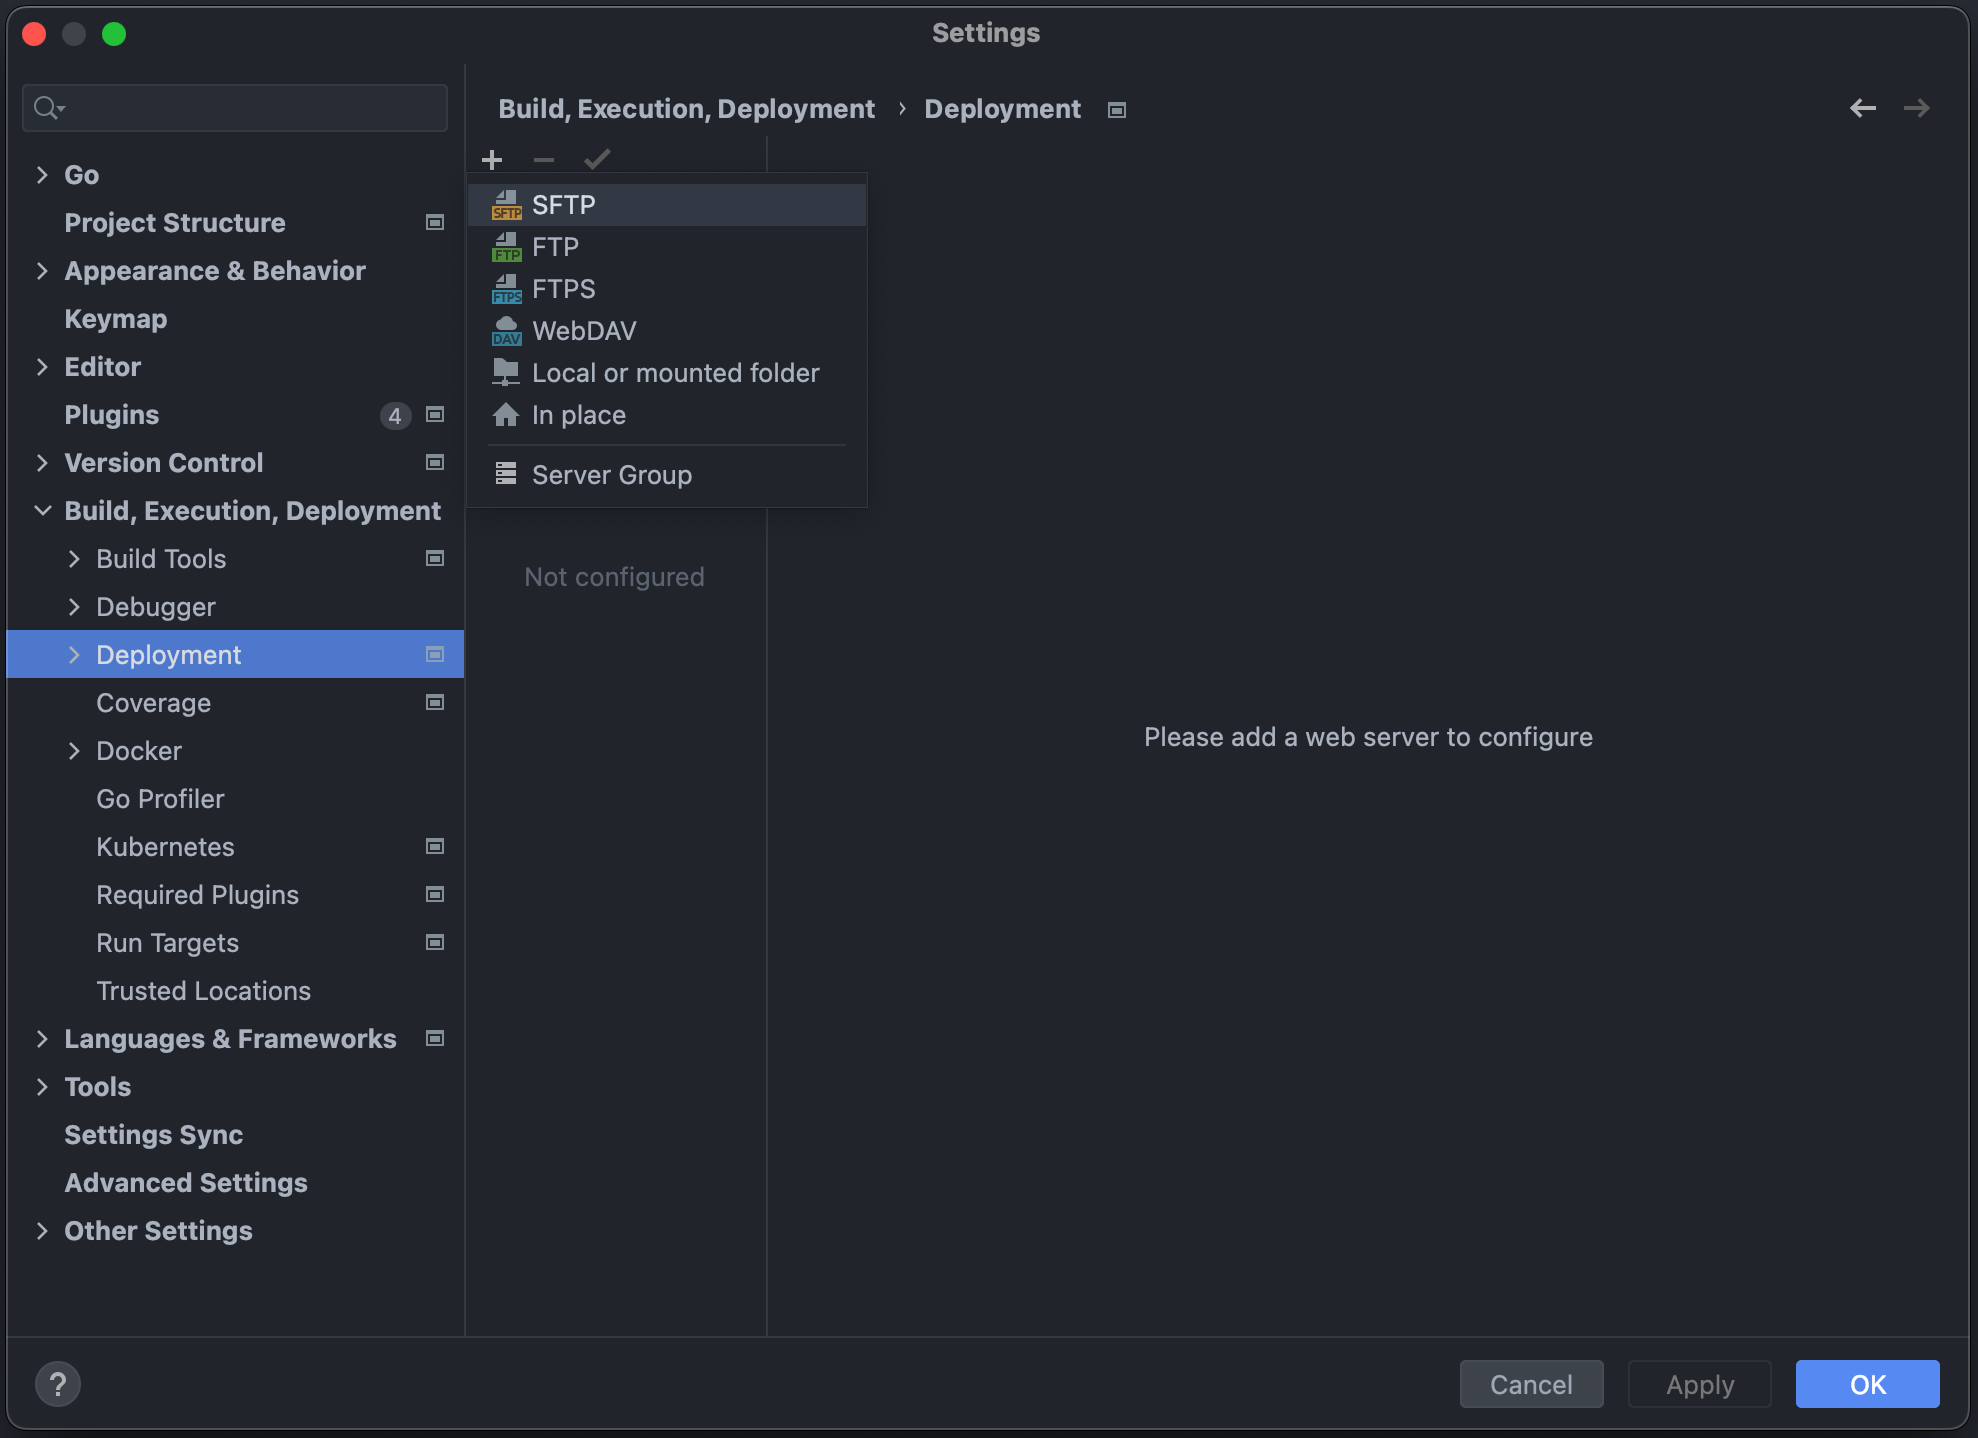 Settings
Build, Execution, Deployment › Deployment
Go
Project Structure
Appearance & Behavior
Keymap
Editor
Plugins 4
Version Control
Build, Execution, Deployment
Build Tools
Debugger
Deployment
Coverage
Docker
Go Profiler
Kubernetes
Required Plugins
Run Targets
Trusted Locations
Languages & Frameworks
Tools
Settings Sync
Advanced Settings
Other Settings
SFTP SFTP
FTP FTP
FTPS FTPS
DAV WebDAV
Local or mounted folder
In place
Server Group
Not configured
Please add a web server to configure
?
Cancel
Apply
OK